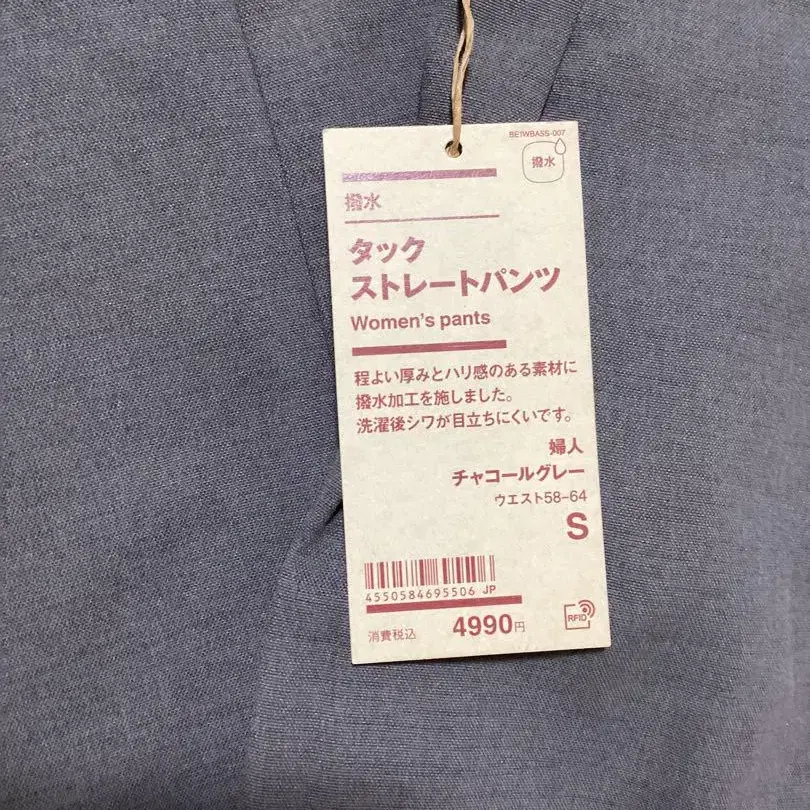 BE1WBA5S-007
撥水
撥水
タック
ストレートパンツ
Women's pants
程よい厚みとハリ感のある素材に
撥水加工を施しました。
洗濯後シワが目立ちにくいです。
婦人
チャコールグレー
ウエスト58-64
S
4550584695506 JP
消費税込 4990円
RFID